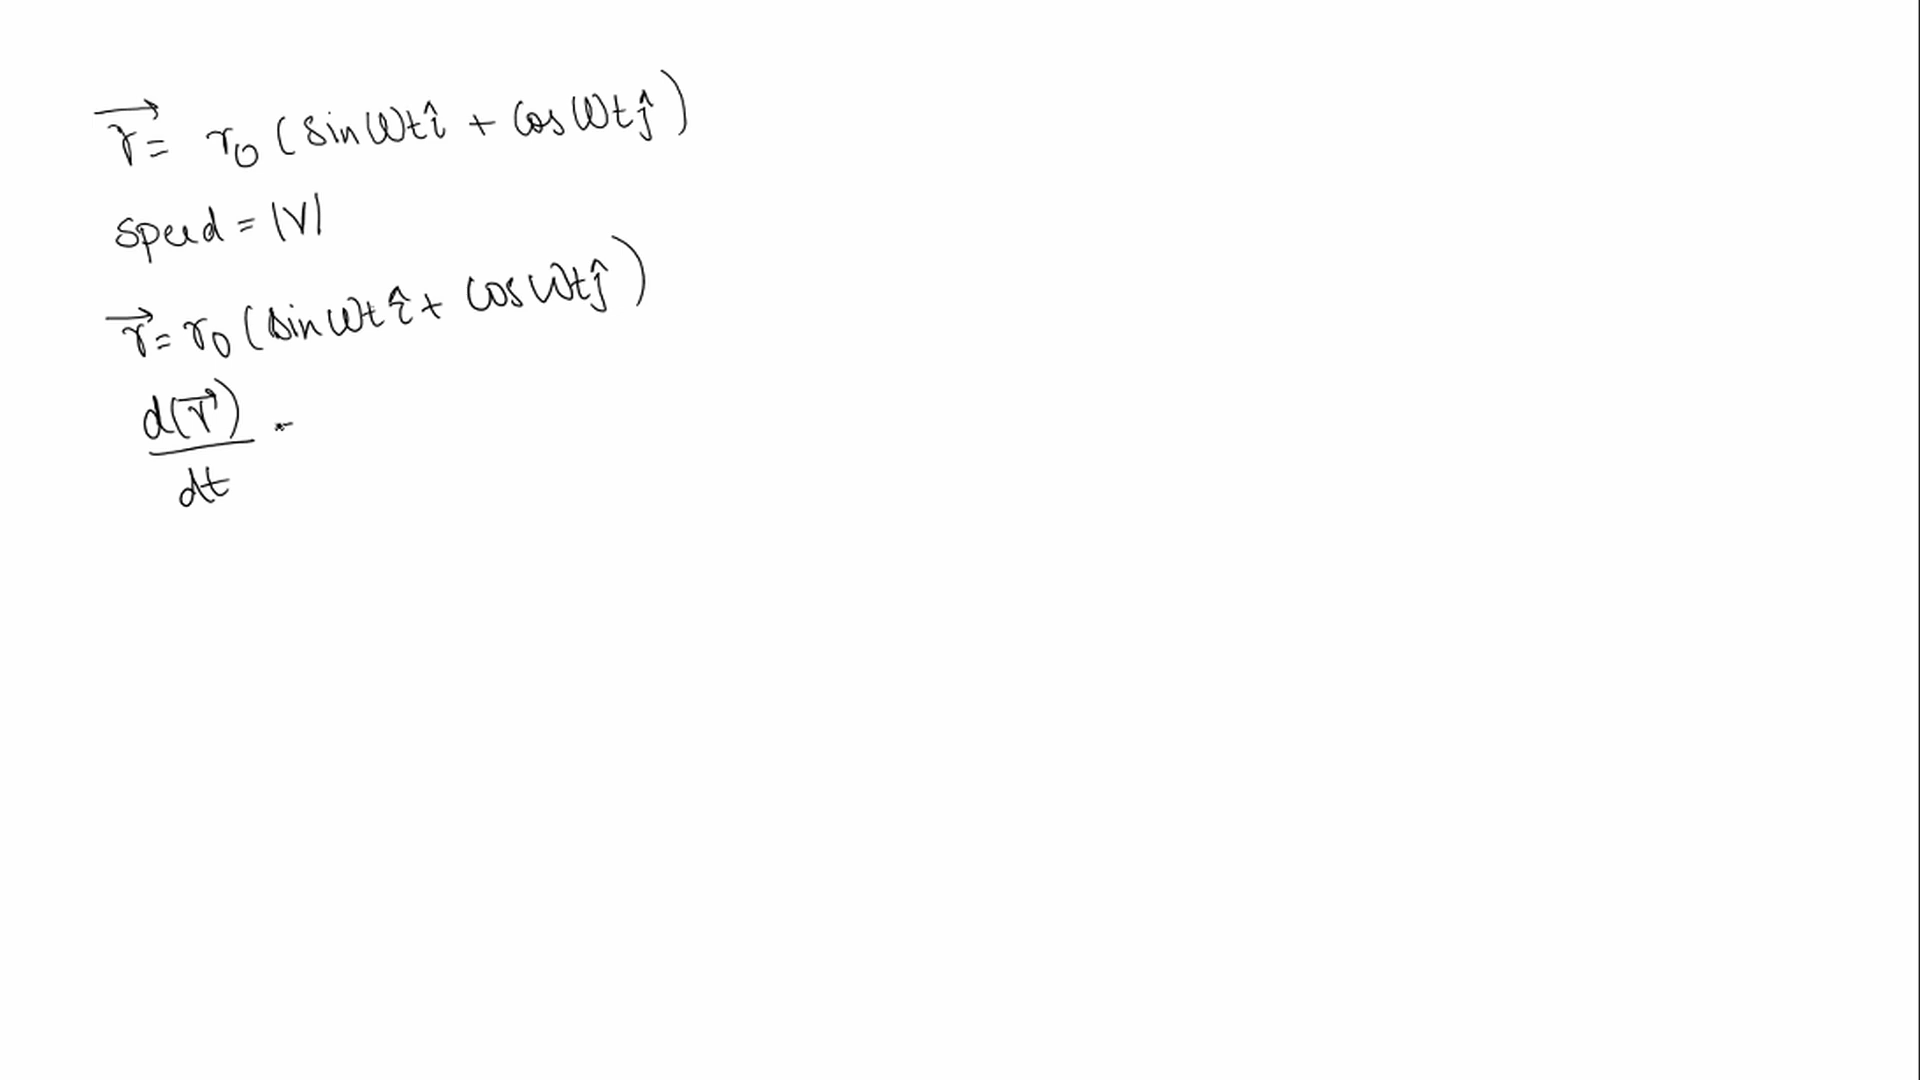 r⃗ = r₀ (sin ωt î + cos ωt ĵ)
speed = |v|
r⃗ = r₀ (sin ωt î + cos ωt ĵ)
d(r⃗)
dt